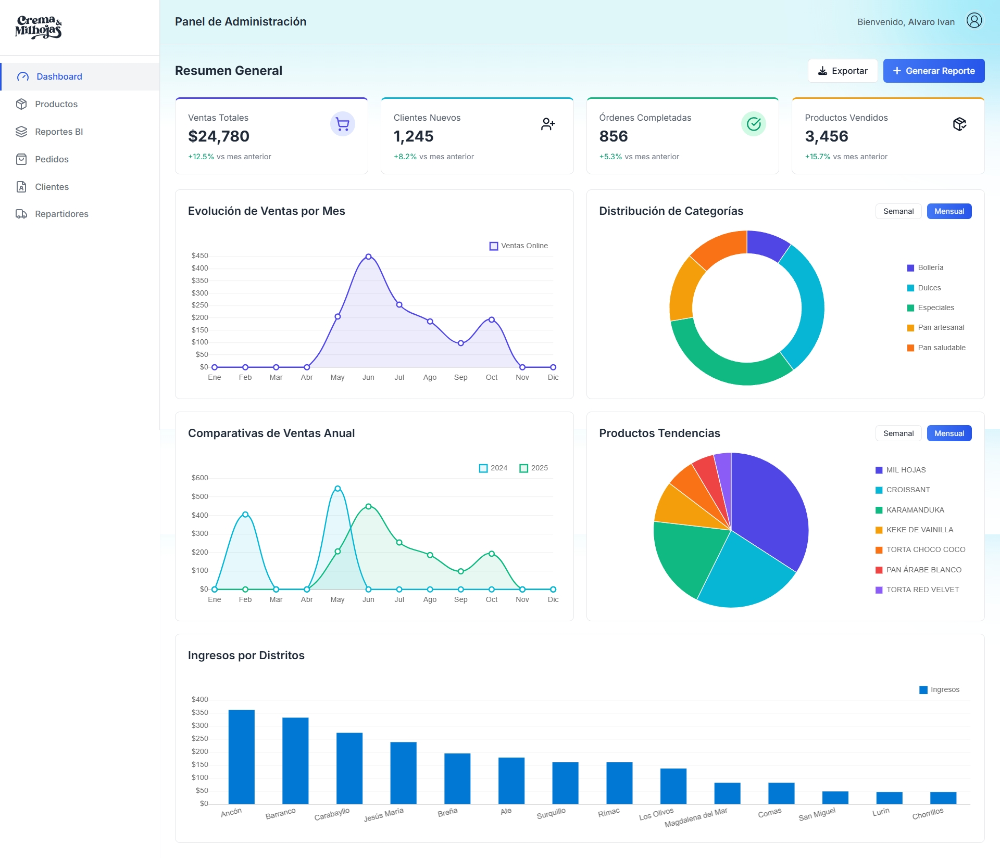 Crema &
Milhojas
Dashboard
Productos
Reportes BI
Pedidos
Clientes
Repartidores
Panel de Administración
Bienvenido, Alvaro Ivan
Resumen General
Exportar
+ Generar Reporte
Ventas Totales
$24,780
+12.5% vs mes anterior
Clientes Nuevos
1,245
+8.2% vs mes anterior
Órdenes Completadas
856
+5.3% vs mes anterior
Productos Vendidos
3,456
+15.7% vs mes anterior
Evolución de Ventas por Mes
Ventas Online
$450
$400
$350
$300
$250
$200
$150
$100
$50
$0
Ene Feb Mar Abr May Jun Jul Ago Sep Oct Nov Dic
Distribución de Categorías
Semanal
Mensual
Bollería
Dulces
Especiales
Pan artesanal
Pan saludable
Comparativas de Ventas Anual
2024 2025
$600
$500
$400
$300
$200
$100
$0
Ene Feb Mar Abr May Jun Jul Ago Sep Oct Nov Dic
Productos Tendencias
Semanal
Mensual
MIL HOJAS
CROISSANT
KARAMANDUKA
KEKE DE VAINILLA
TORTA CHOCO COCO
PAN ÁRABE BLANCO
TORTA RED VELVET
Ingresos por Distritos
Ingresos
$400
$350
$300
$250
$200
$150
$100
$50
$0
Ancón Barranco Carabayllo Jesús María Breña Ate Surquillo Rímac Los Olivos Magdalena del Mar Comas San Miguel Lurín Chorrillos